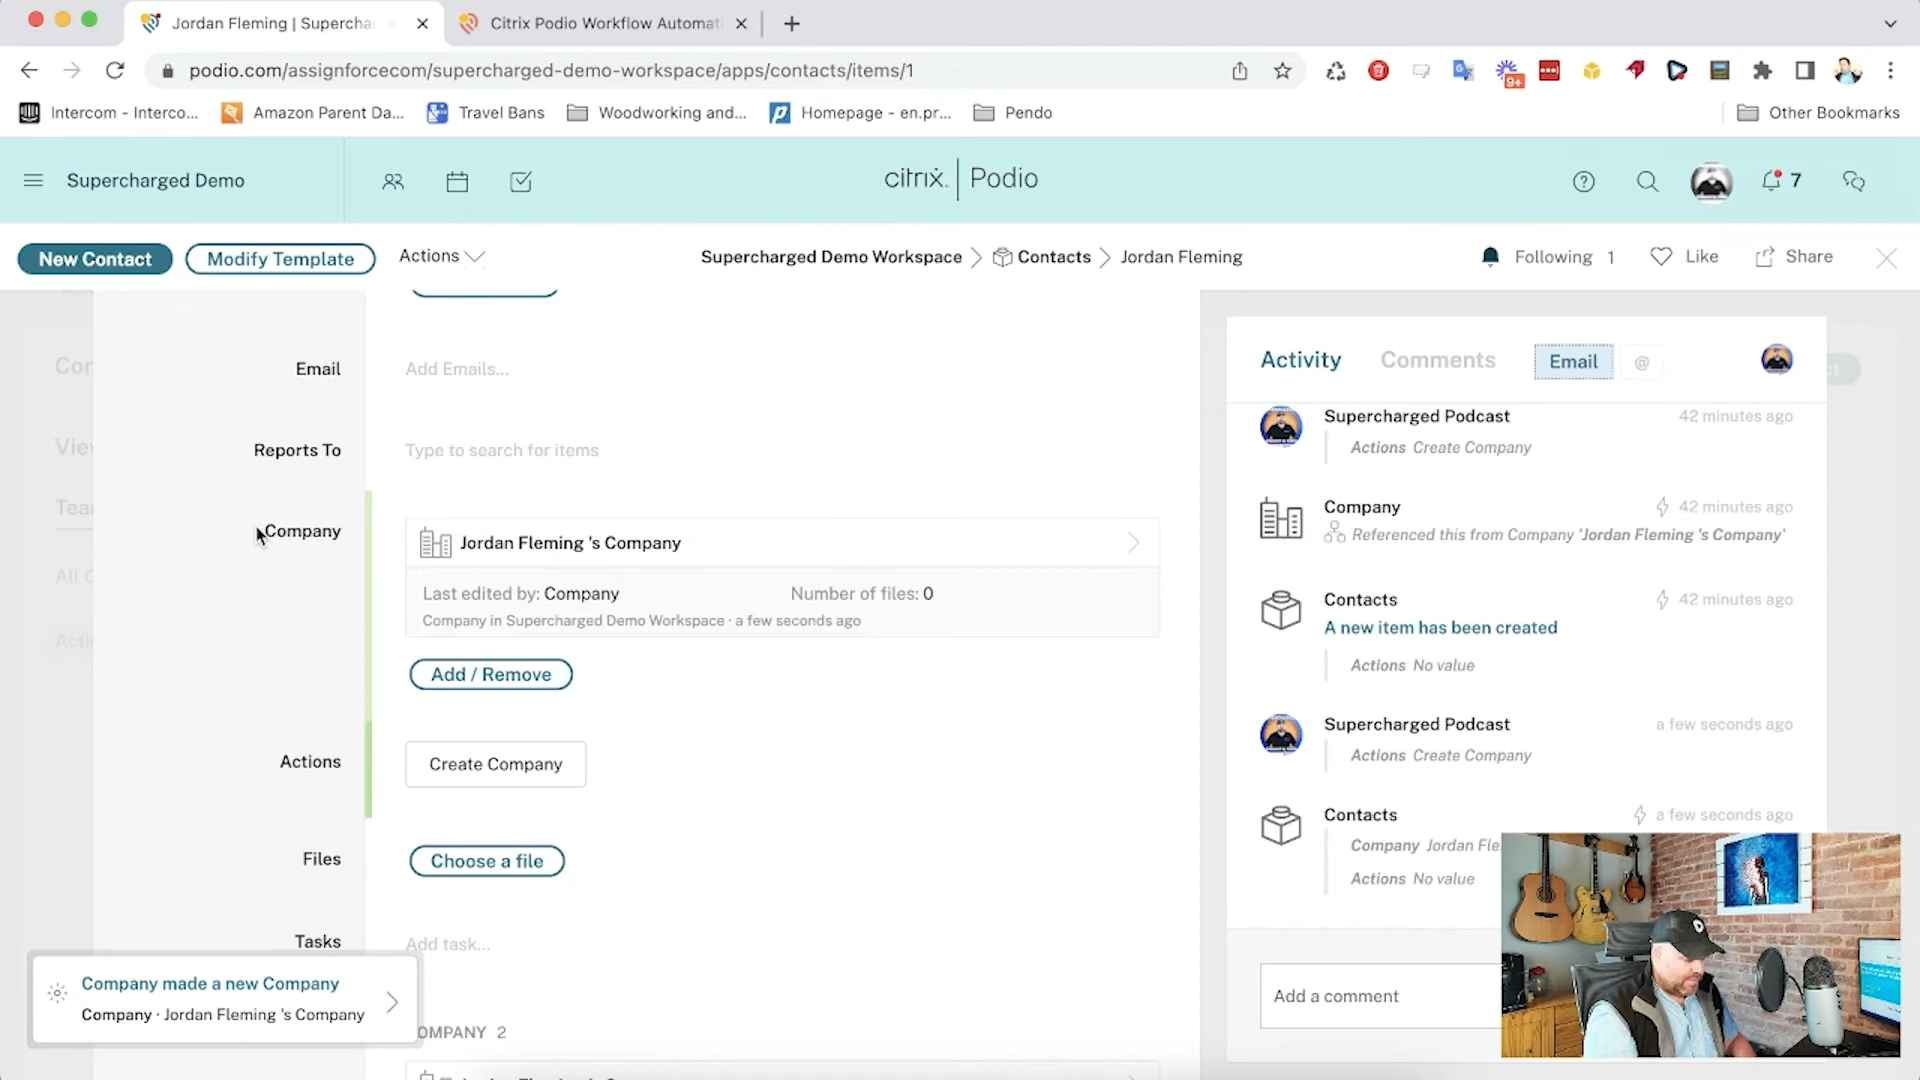 Jordan Fleming | Supercha
Citrix Podio Workflow Automat
podio.com/assignforcecom/supercharged-demo-workspace/apps/contacts/items/1
9+
Intercom - Interco...
Amazon Parent Da...
Travel Bans
Woodworking and...
Homepage - en.pr...
Pendo
Other Bookmarks
Supercharged Demo
citrix. | Podio
7
New Contact
Modify Template
Actions
Supercharged Demo Workspace
Contacts
Jordan Fleming
Following 1
Like
Share
Email
Add Emails...
Reports To
Type to search for items
Company
Jordan Fleming 's Company
Last edited by: Company
Number of files: 0
Company in Supercharged Demo Workspace · a few seconds ago
Add / Remove
Actions
Create Company
Files
Choose a file
Tasks
Add task...
Company made a new Company
Company · Jordan Fleming 's Company
OMPANY 2
Activity
Comments
Email
@
Supercharged Podcast
42 minutes ago
Actions Create Company
Company
42 minutes ago
Referenced this from Company 'Jordan Fleming 's Company'
Contacts
42 minutes ago
A new item has been created
Actions No value
Supercharged Podcast
a few seconds ago
Actions Create Company
Contacts
a few seconds ago
Company Jordan Fle
Actions No value
Add a comment